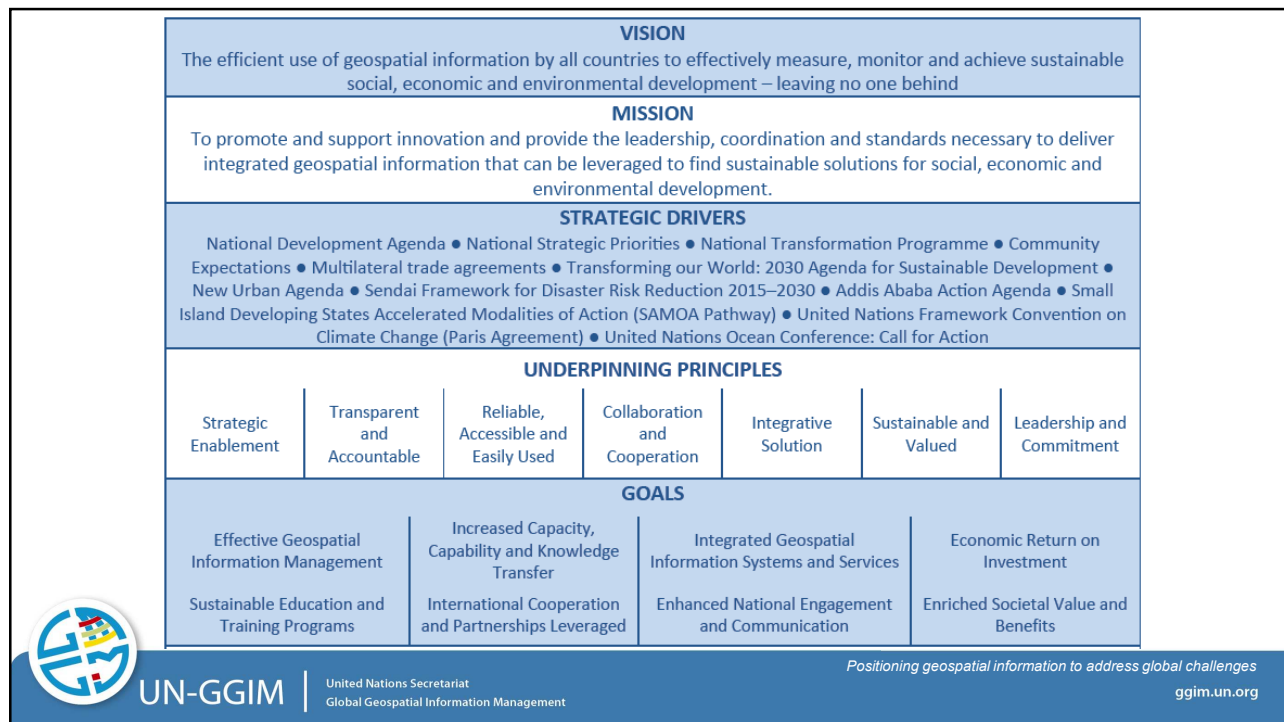 VISION
The efficient use of geospatial information by all countries to effectively measure, monitor and achieve sustainable
social, economic and environmental development – leaving no one behind
MISSION
To promote and support innovation and provide the leadership, coordination and standards necessary to deliver
integrated geospatial information that can be leveraged to find sustainable solutions for social, economic and
environmental development.
STRATEGIC DRIVERS
National Development Agenda ● National Strategic Priorities ● National Transformation Programme ● Community
Expectations ● Multilateral trade agreements ● Transforming our World: 2030 Agenda for Sustainable Development ●
New Urban Agenda ● Sendai Framework for Disaster Risk Reduction 2015–2030 ● Addis Ababa Action Agenda ● Small
Island Developing States Accelerated Modalities of Action (SAMOA Pathway) ● United Nations Framework Convention on
Climate Change (Paris Agreement) ● United Nations Ocean Conference: Call for Action
UNDERPINNING PRINCIPLES
Strategic
Enablement
Transparent
and
Accountable
Reliable,
Accessible and
Easily Used
Collaboration
and
Cooperation
Integrative
Solution
Sustainable and
Valued
Leadership and
Commitment
GOALS
Effective Geospatial
Information Management
Increased Capacity,
Capability and Knowledge
Transfer
Integrated Geospatial
Information Systems and Services
Economic Return on
Investment
Sustainable Education and
Training Programs
International Cooperation
and Partnerships Leveraged
Enhanced National Engagement
and Communication
Enriched Societal Value and
Benefits
Positioning geospatial information to address global challenges
UN-GGIM
United Nations Secretariat
Global Geospatial Information Management
ggim.un.org